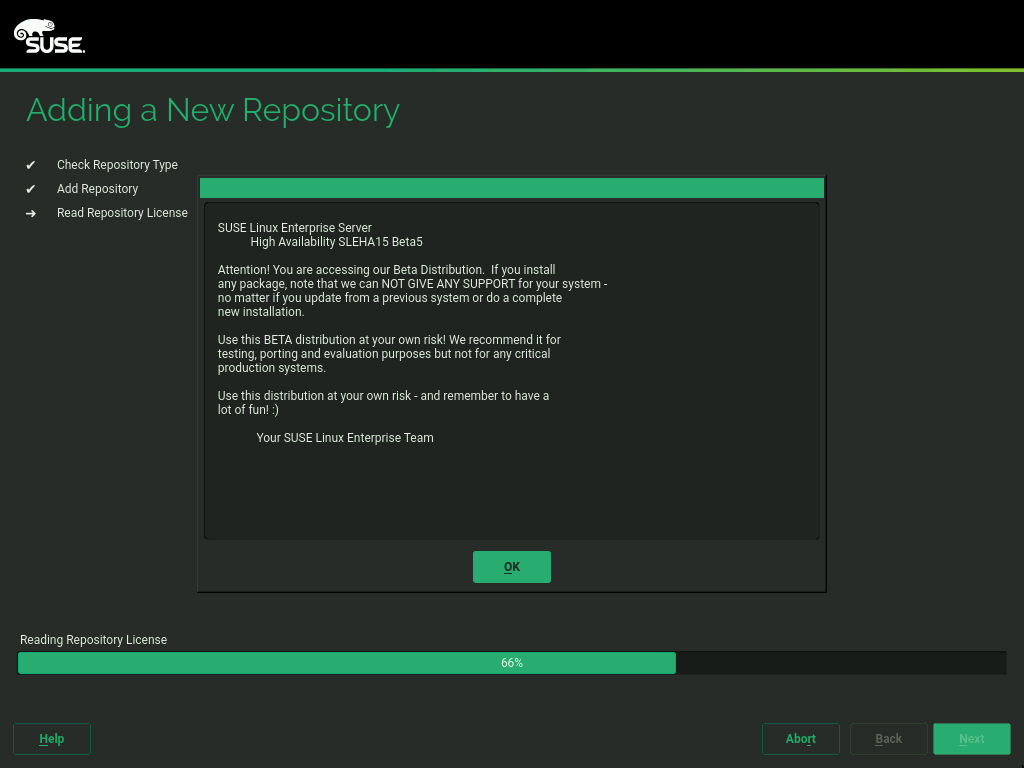 SUSE.
Adding a New Repository
✔ Check Repository Type
✔ Add Repository
➔ Read Repository License
SUSE Linux Enterprise Server
High Availability SLEHA15 Beta5
Attention! You are accessing our Beta Distribution.  If you install
any package, note that we can NOT GIVE ANY SUPPORT for your system -
no matter if you update from a previous system or do a complete
new installation.
Use this BETA distribution at your own risk! We recommend it for
testing, porting and evaluation purposes but not for any critical
production systems.
Use this distribution at your own risk - and remember to have a
lot of fun! :)
Your SUSE Linux Enterprise Team
OK
Reading Repository License
66%
Help Abort Back Next